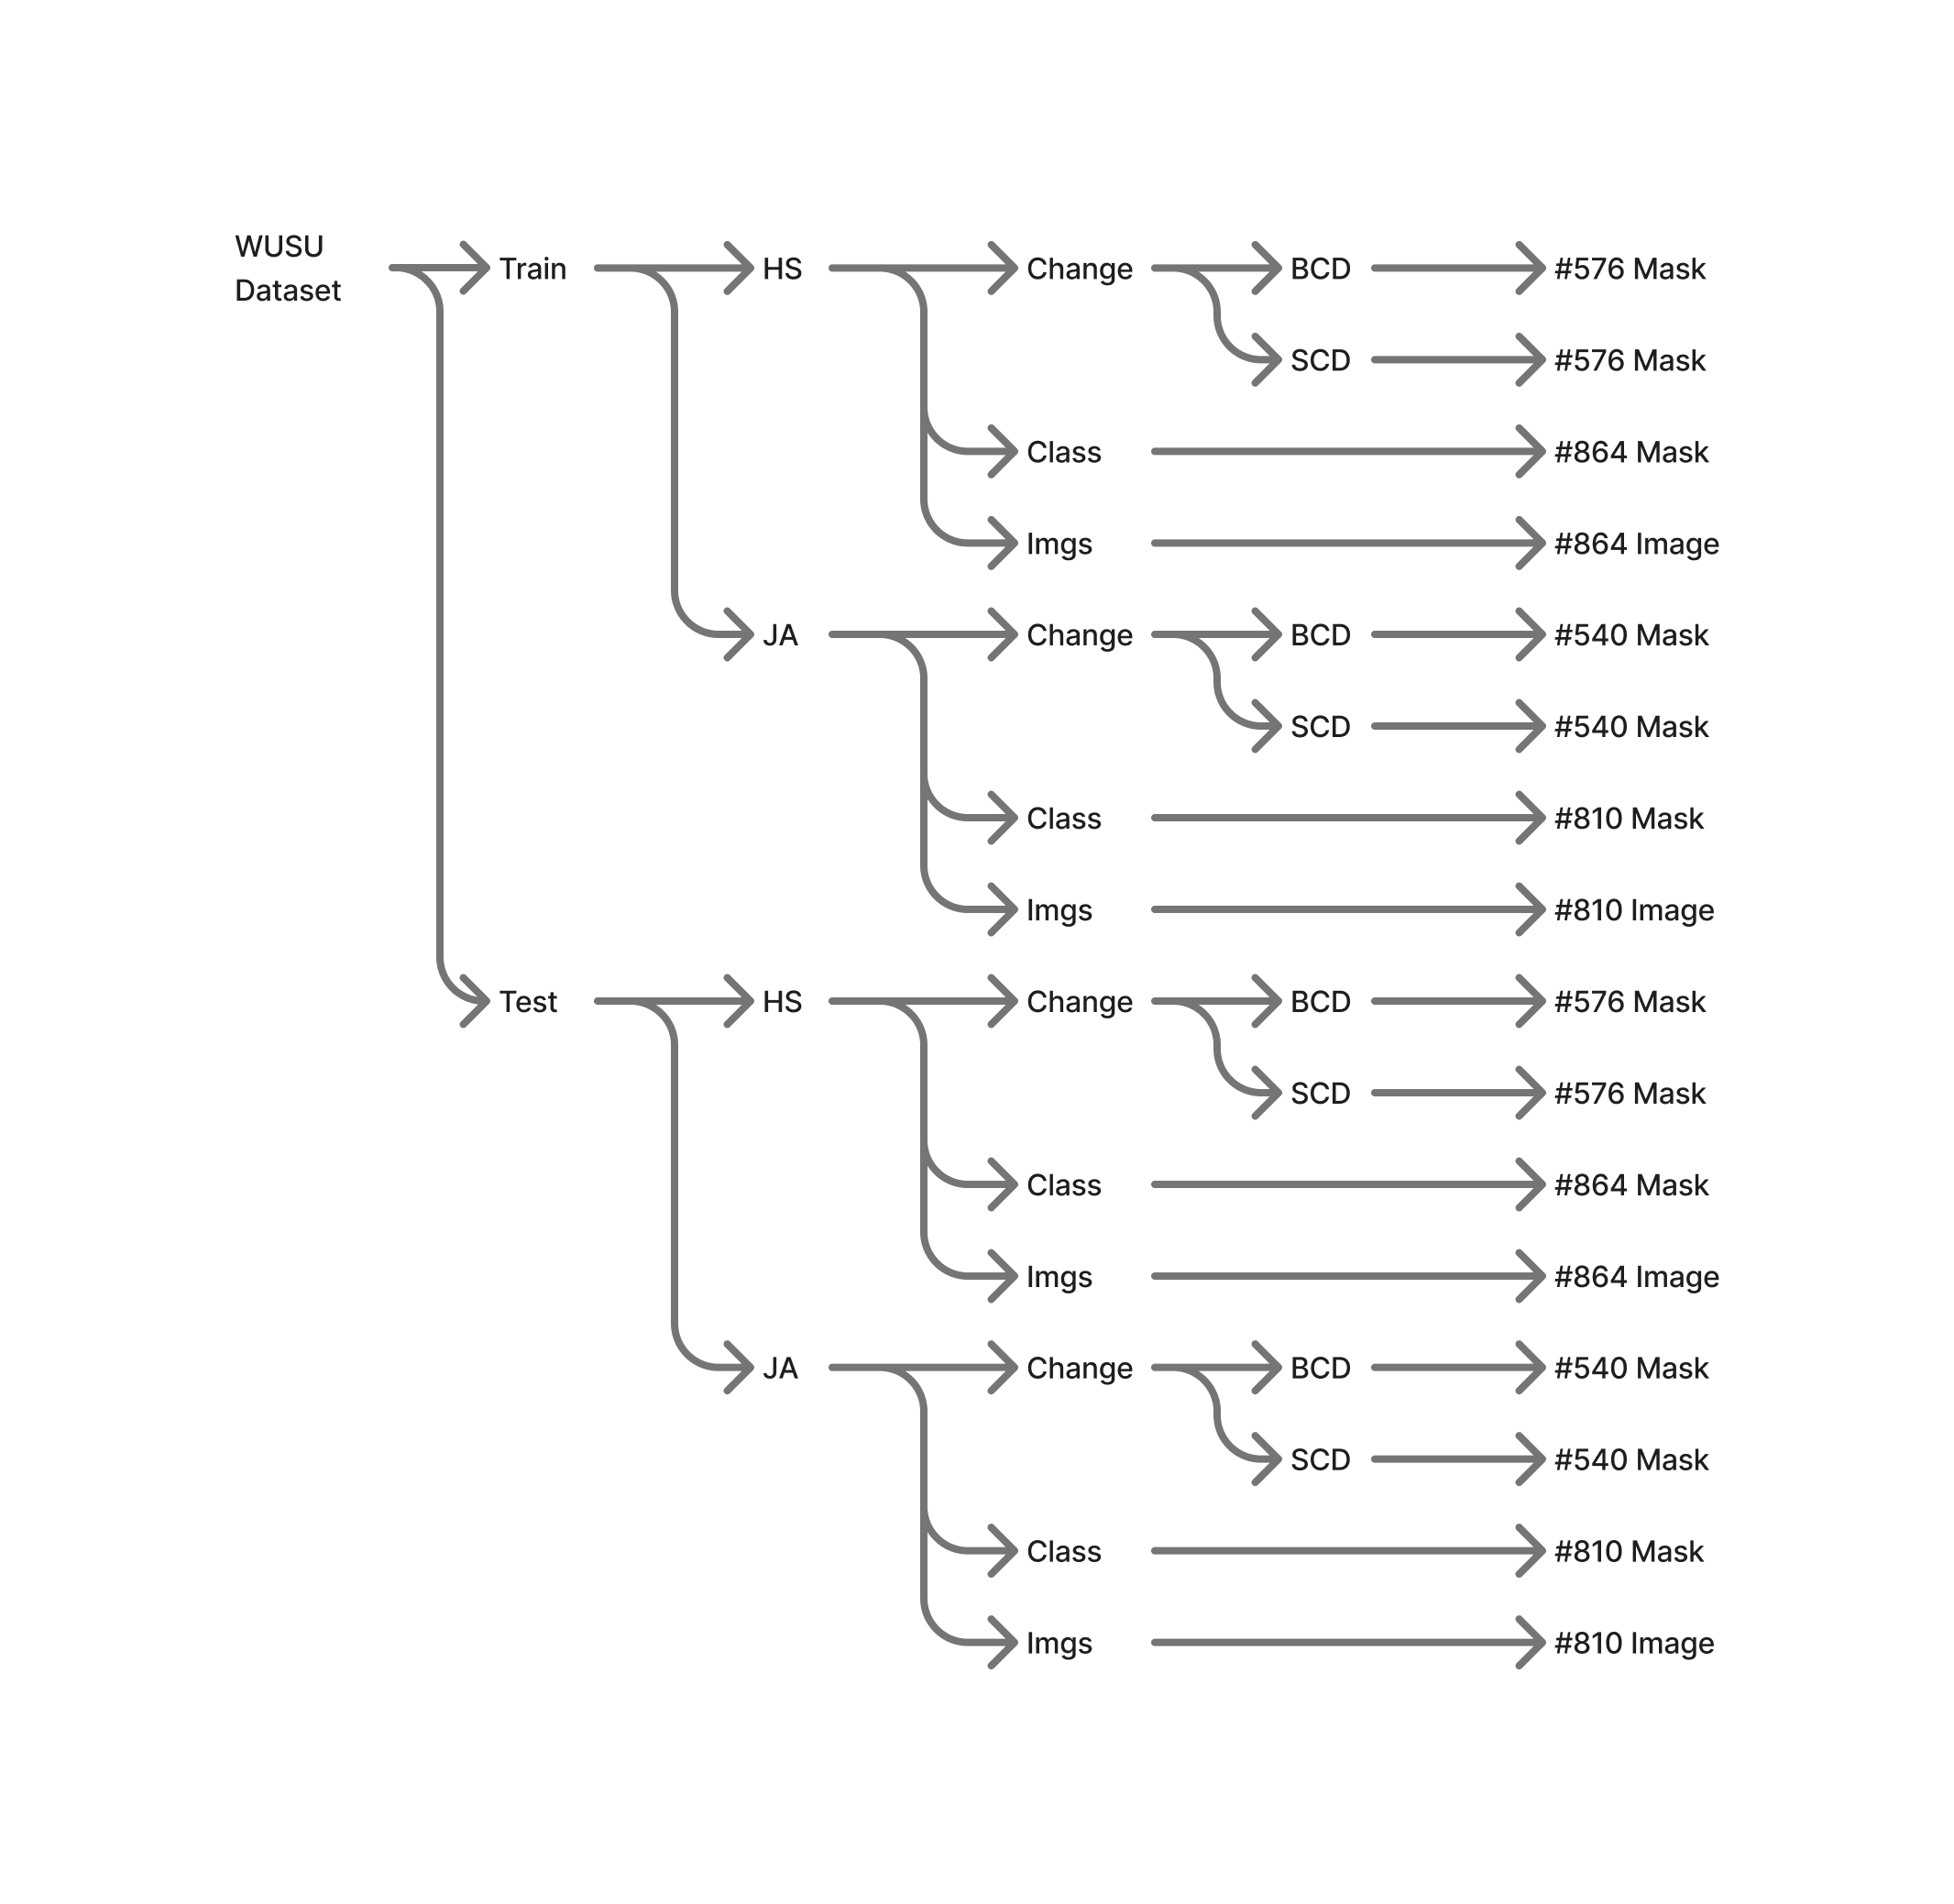 WUSU
Dataset
Train
HS
Change
BCD
#576 Mask
SCD
#576 Mask
Class
#864 Mask
Imgs
#864 Image
JA
Change
BCD
#540 Mask
SCD
#540 Mask
Class
#810 Mask
Imgs
#810 Image
Test
HS
Change
BCD
#576 Mask
SCD
#576 Mask
Class
#864 Mask
Imgs
#864 Image
JA
Change
BCD
#540 Mask
SCD
#540 Mask
Class
#810 Mask
Imgs
#810 Image